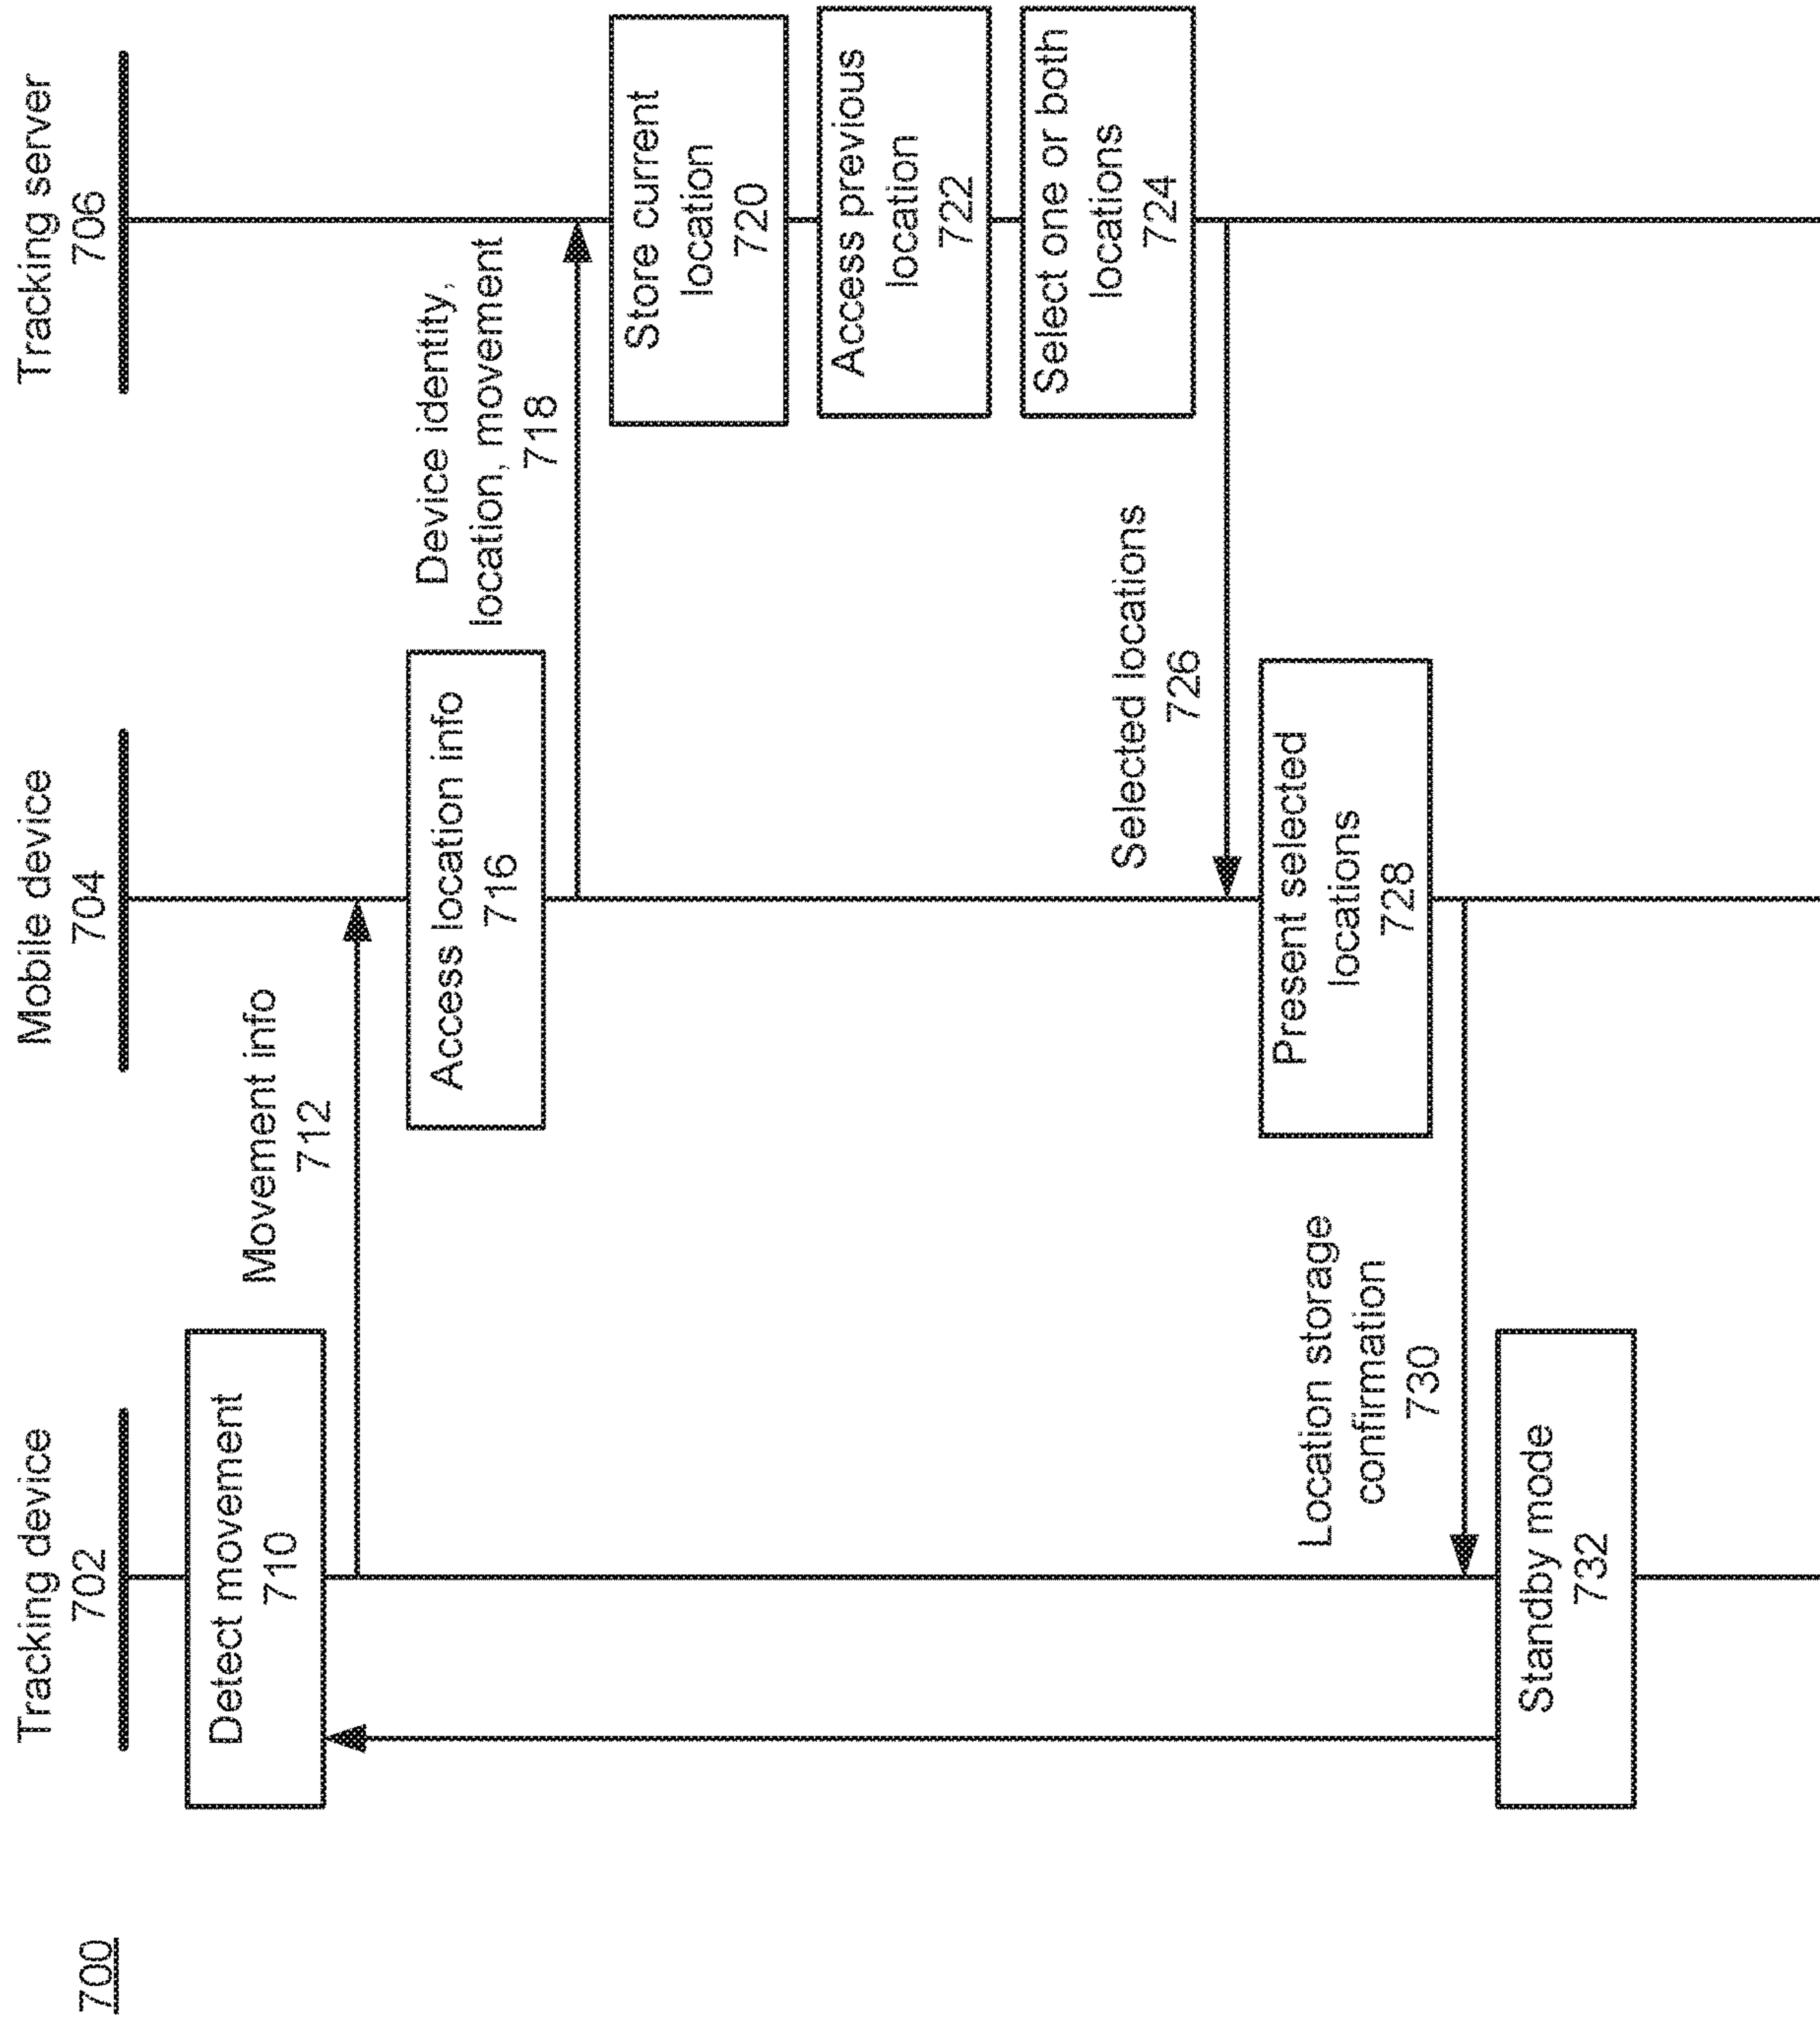 700
Tracking device
702
Mobile device
704
Tracking server
706
Detect movement
710
Movement info
712
Access location info
716
Device identity,
location, movement
718
Store current
location
720
Access previous
location
722
Select one or both
locations
724
Selected locations
726
Present selected
locations
728
Location storage
confirmation
730
Standby mode
732